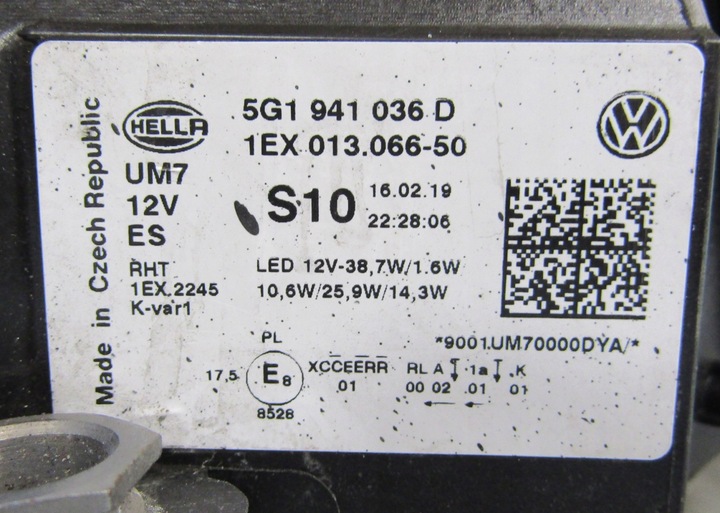 Made in Czech Republic
HELLA
5G1 941 036 D
1EX 013.066-50
UM7
12V
ES
S10
16.02.19
22:28:06
RHT
1EX.2245
K-var1
LED 12V-38,7W/1.6W
10,6W/25,9W/14,3W
*9001.UM70000DYA/*
PL
17,5
E8
8528
XCCEERR
01
RL A 1a .K
00 02 .01 01